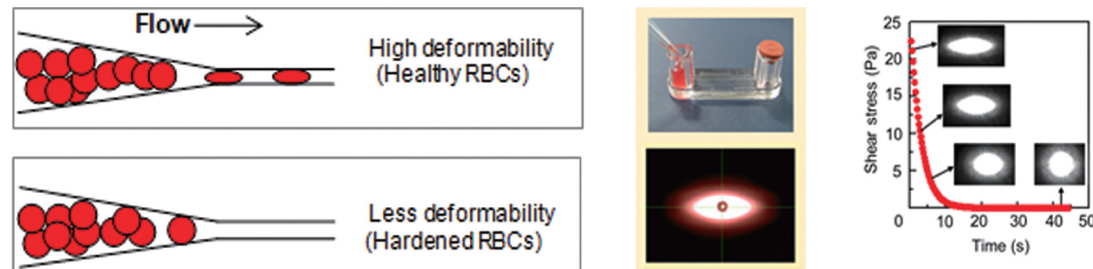 Flow
High deformability
(Healthy RBCs)
Less deformability
(Hardened RBCs)
Shear stress (Pa)
25
20
15
10
5
0 10 20 30 40 50
Time (s)